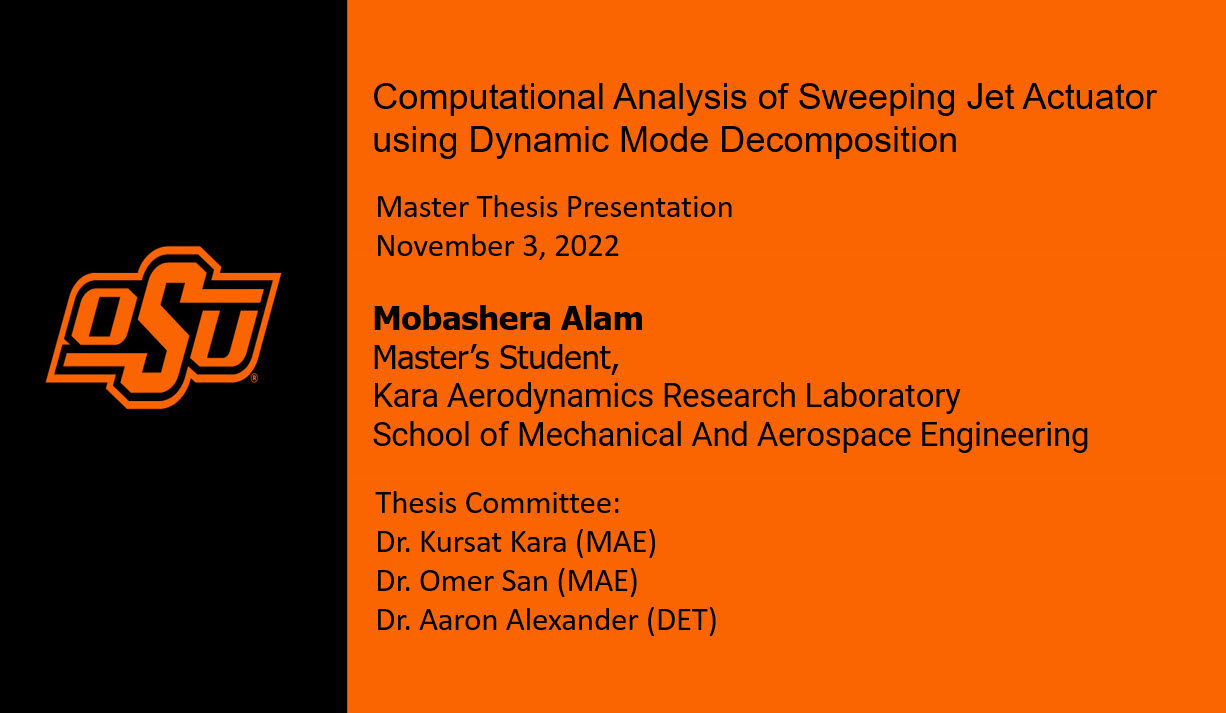 OSU
®
Computational Analysis of Sweeping Jet Actuator
using Dynamic Mode Decomposition
Master Thesis Presentation
November 3, 2022
Mobashera Alam
Master’s Student,
Kara Aerodynamics Research Laboratory
School of Mechanical And Aerospace Engineering
Thesis Committee:
Dr. Kursat Kara (MAE)
Dr. Omer San (MAE)
Dr. Aaron Alexander (DET)